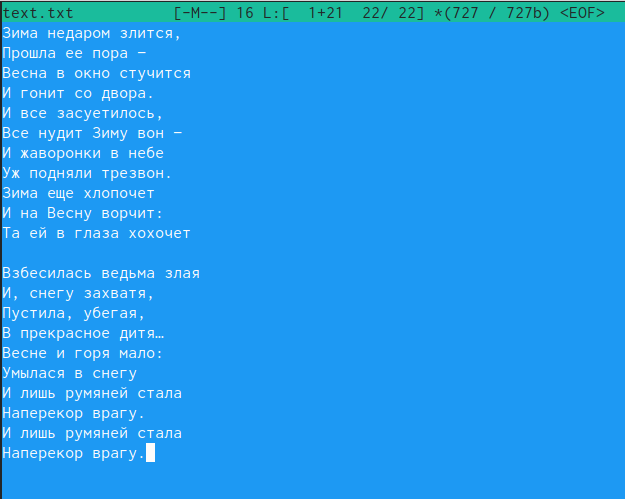 text.txt [-M--] 16 L:[ 1+21 22/ 22] *(727 / 727b) <EOF>
Зима недаром злится,
Прошла ее пора –
Весна в окно стучится
И гонит со двора.
И все засуетилось,
Все нудит Зиму вон –
И жаворонки в небе
Уж подняли трезвон.
Зима еще хлопочет
И на Весну ворчит:
Та ей в глаза хохочет

Взбесилась ведьма злая
И, снегу захватя,
Пустила, убегая,
В прекрасное дитя…
Весне и горя мало:
Умылася в снегу
И лишь румяней стала
Наперекор врагу.
И лишь румяней стала
Наперекор врагу.